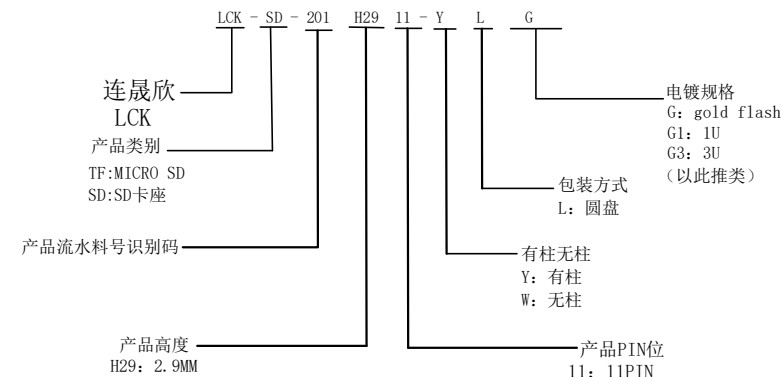 LCK-SD-201 H29 11-Y L G
连晟欣
LCK
产品类别
TF:MICRO SD
SD:SD卡座
产品流水料号识别码
产品高度
H29: 2.9MM
电镀规格
G: gold flash
G1: 1U
G3: 3U
(以此推类)
包装方式
L: 圆盘
有柱无柱
Y: 有柱
W: 无柱
产品PIN位
11: 11PIN